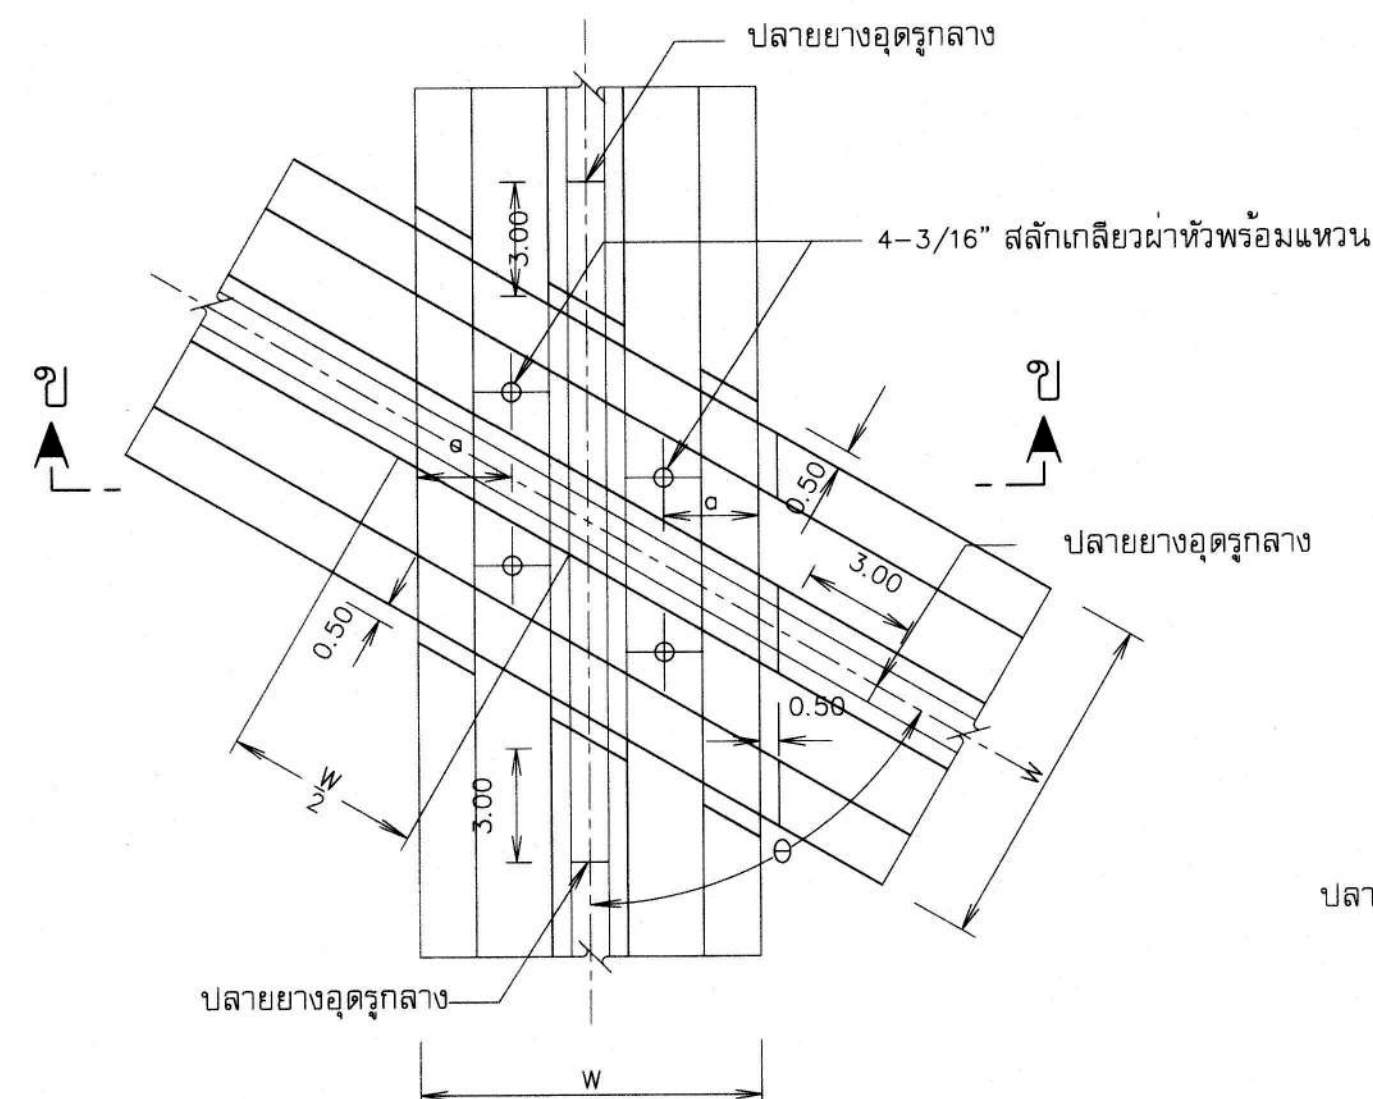 ปลายยางอุดรูกลาง
4-3/16" สลักเกลียวผ่าหัวพร้อมแหวน
3.00
ข
ข
a
a
0.50
ปลายยางอุดรูกลาง
3.00
0.50
0.50
W
W/2
3.00
θ
ปลา
ปลายยางอุดรูกลาง
W